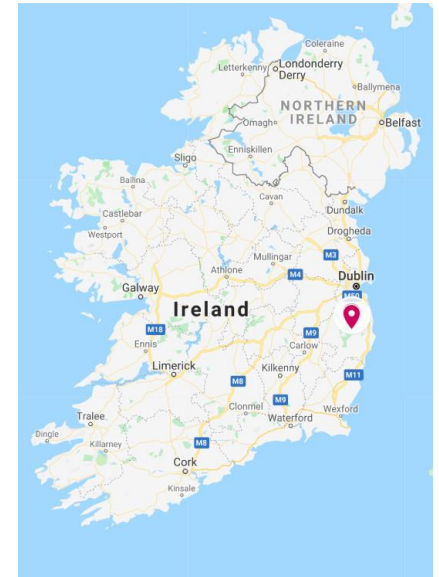 Coleraine
Letterkenny
Londonderry
Derry
Ballymena
NORTHERN
IRELAND
Omagh
Belfast
Enniskillen
Sligo
Ballina
Cavan
Dundalk
Castlebar
Westport
Drogheda
Mullingar
M3
Athlone
M4
Dublin
Galway
M50
Ireland
M18
M9
Ennis
Carlow
Limerick
Kilkenny
M11
M8
Clonmel
M9
Wexford
Tralee
Waterford
Dingle
Killarney
M8
Cork
Kinsale